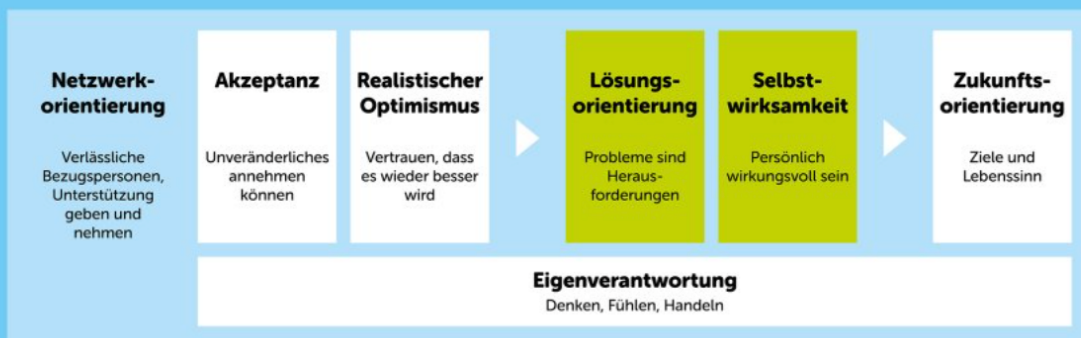 Netzwerk-
orientierung
Verlässliche
Bezugspersonen,
Unterstützung
geben und
nehmen
Akzeptanz
Unveränderliches
annehmen
können
Realistischer
Optimismus
Vertrauen, dass
es wieder besser
wird
Lösungs-
orientierung
Probleme sind
Heraus-
forderungen
Selbst-
wirksamkeit
Persönlich
wirkungsvoll sein
Zukunfts-
orientierung
Ziele und
Lebenssinn
Eigenverantwortung
Denken, Fühlen, Handeln